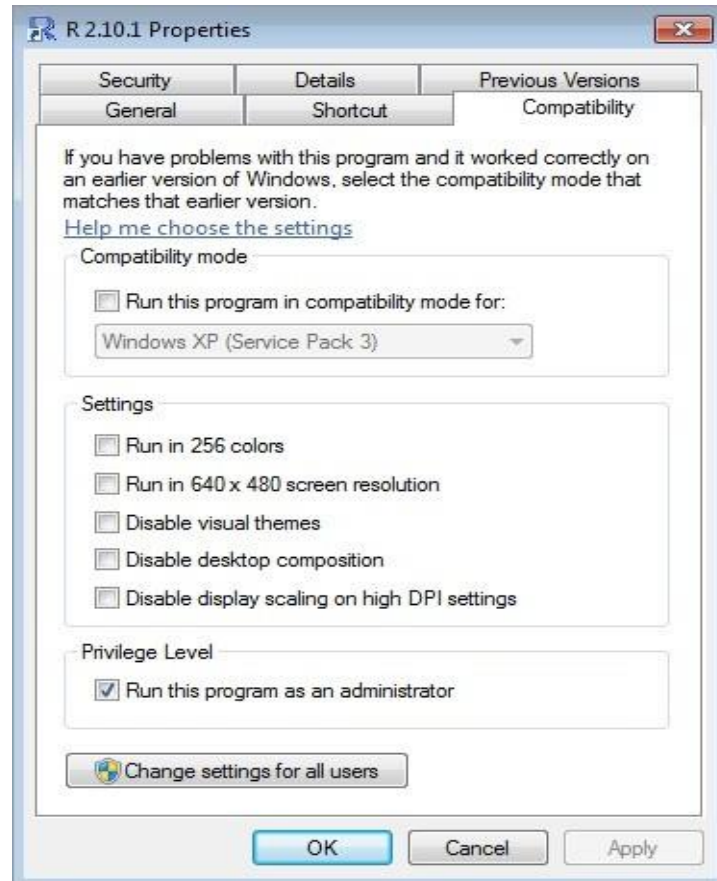 R 2.10.1 Properties
Security Details Previous Versions
General Shortcut Compatibility
If you have problems with this program and it worked correctly on
an earlier version of Windows, select the compatibility mode that
matches that earlier version.
Help me choose the settings
Compatibility mode
Run this program in compatibility mode for:
Windows XP (Service Pack 3)
Settings
Run in 256 colors
Run in 640 x 480 screen resolution
Disable visual themes
Disable desktop composition
Disable display scaling on high DPI settings
Privilege Level
Run this program as an administrator
Change settings for all users
OK Cancel Apply